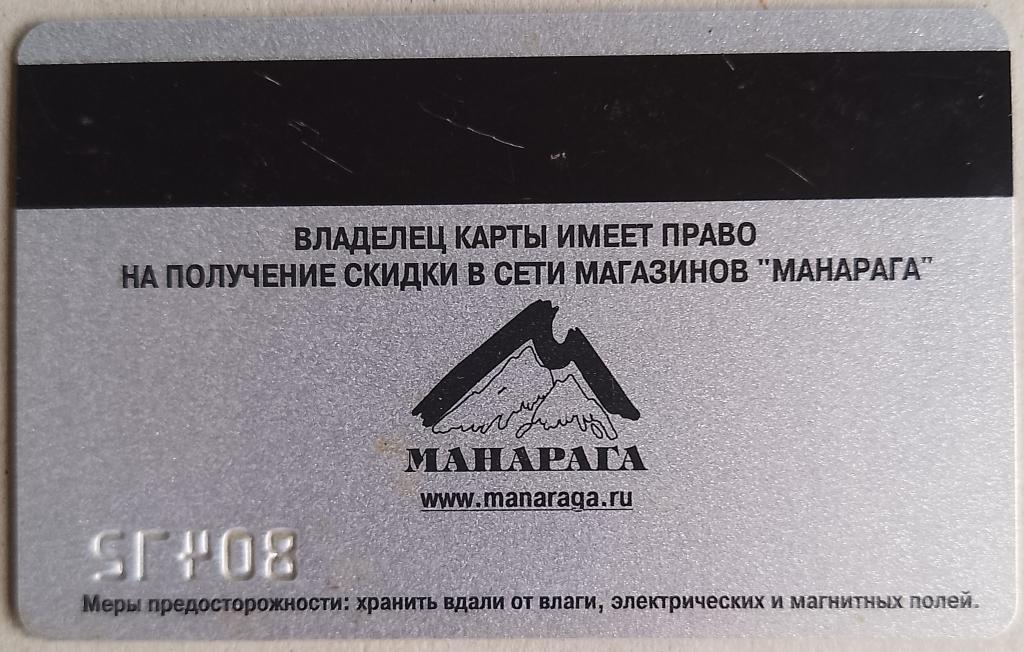 ВЛАДЕЛЕЦ КАРТЫ ИМЕЕТ ПРАВО
НА ПОЛУЧЕНИЕ СКИДКИ В СЕТИ МАГАЗИНОВ "МАНАРАГА"
МАНАРАГА
www.manaraga.ru
Меры предосторожности: хранить вдали от влаги, электрических и магнитных полей.